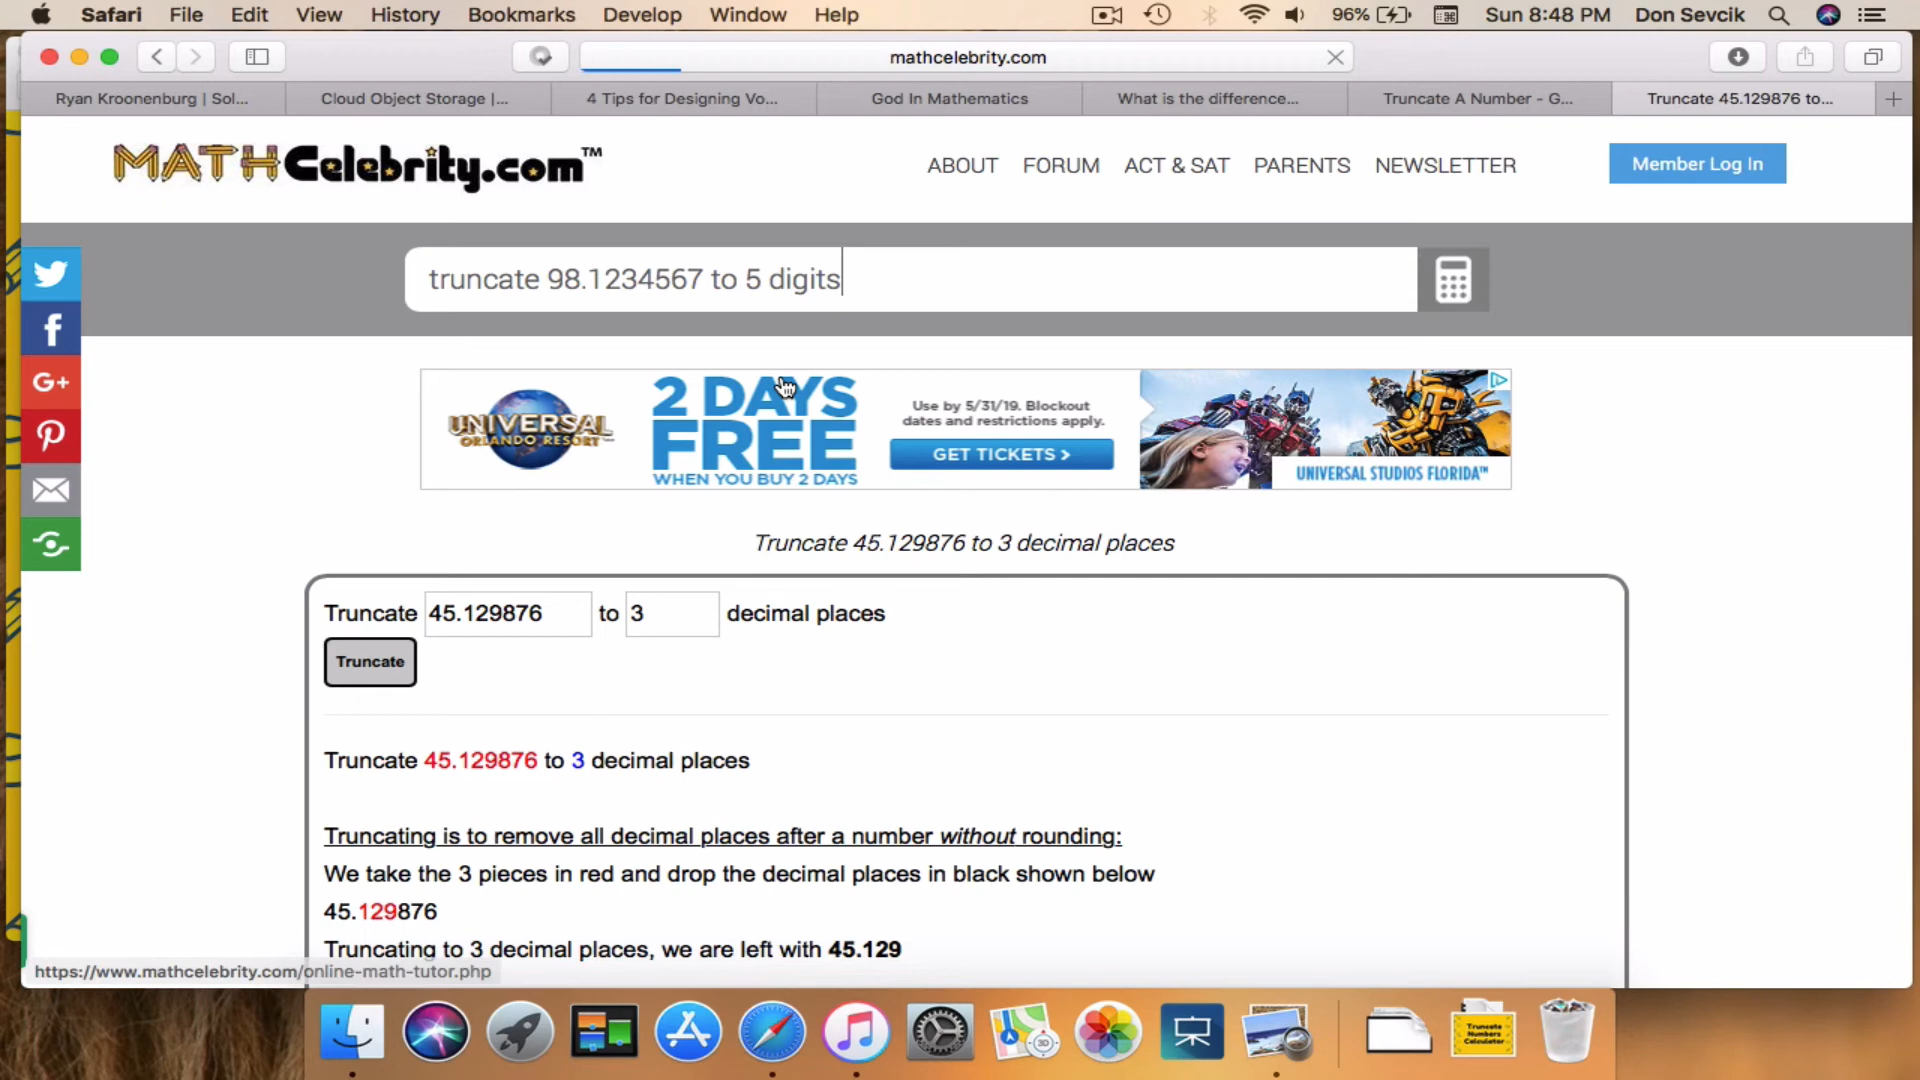 Safari File Edit View History Bookmarks Develop Window Help 96% Sun 8:48 PM Don Sevcik
mathcelebrity.com
Ryan Kroonenburg | Sol... Cloud Object Storage |... 4 Tips for Designing Vo... God In Mathematics What is the difference... Truncate A Number - G... Truncate 45.129876 to...
MATHCelebrity.com™ ABOUT FORUM ACT & SAT PARENTS NEWSLETTER Member Log In
truncate 98.1234567 to 5 digits
UNIVERSAL
ORLANDO RESORT
2 DAYS
FREE
WHEN YOU BUY 2 DAYS
Use by 5/31/19. Blockout
dates and restrictions apply.
GET TICKETS >
UNIVERSAL STUDIOS FLORIDA™
G+
Truncate 45.129876 to 3 decimal places
Truncate 45.129876 to 3 decimal places
Truncate
Truncate 45.129876 to 3 decimal places
Truncating is to remove all decimal places after a number without rounding:
We take the 3 pieces in red and drop the decimal places in black shown below
45.129876
Truncating to 3 decimal places, we are left with 45.129
https://www.mathcelebrity.com/online-math-tutor.php
3D
Truncate
Numbers
Calculator